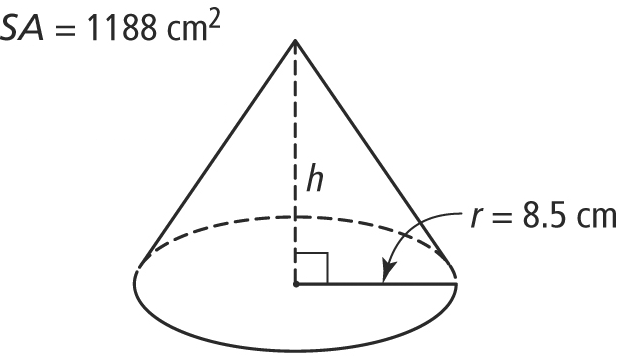 SA = 1188 cm²
h
r = 8.5 cm